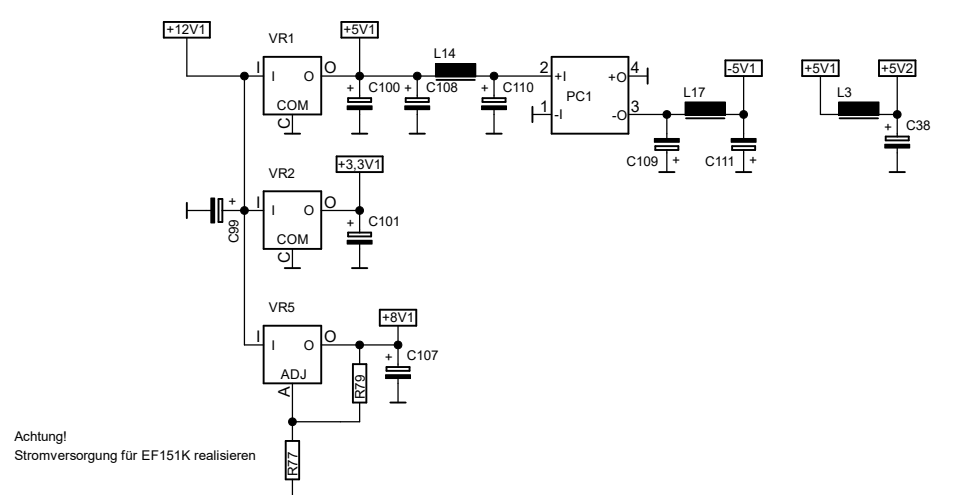 +12V1
VR1
I
I
O
O
COM
C
+5V1
+
C100
+
C108
L14
+
C110
2
+I
1
-I
PC1
+O
4
-O
3
L17
-5V1
C109
+
C111
+
+5V1
L3
+5V2
+
C38
VR2
I
I
O
O
COM
C
+3,3V1
+
C101
+
C99
VR5
I
I
O
O
ADJ
A
+8V1
+
C107
R79
R77
Achtung!
Stromversorgung für EF151K realisieren